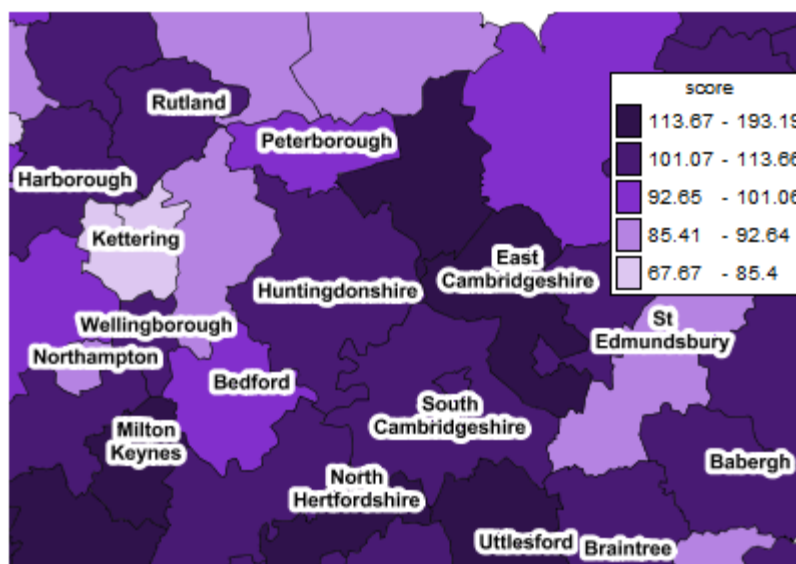 score
113.67 - 193.19
101.07 - 113.66
92.65 - 101.06
85.41 - 92.64
67.67 - 85.4
Rutland
Peterborough
Harborough
Kettering
East
Cambridgeshire
Huntingdonshire
Wellingborough
St
Edmundsbury
Northampton
Bedford
South
Cambridgeshire
Milton
Keynes
Babergh
North
Hertfordshire
Uttlesford
Braintree